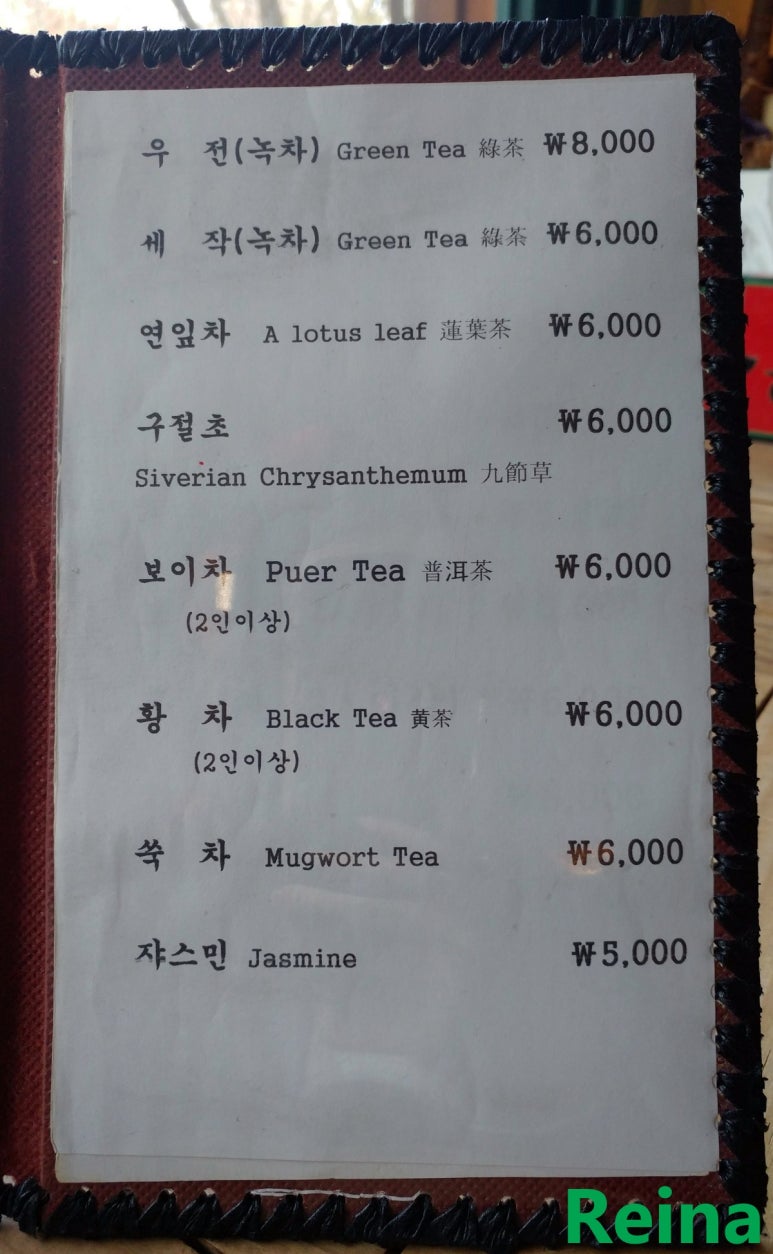 우 전(녹차) Green Tea 綠茶 ₩8,000
세 작(녹차) Green Tea 綠茶 ₩6,000
연잎차 A lotus leaf 蓮葉茶 ₩6,000
구절초 ₩6,000
Siverian Chrysanthemum 九節草
보이차 Puer Tea 普洱茶 ₩6,000
(2인이상)
황 차 Black Tea 黄茶 ₩6,000
(2인이상)
쑥 차 Mugwort Tea ₩6,000
쟈스민 Jasmine ₩5,000
Reina